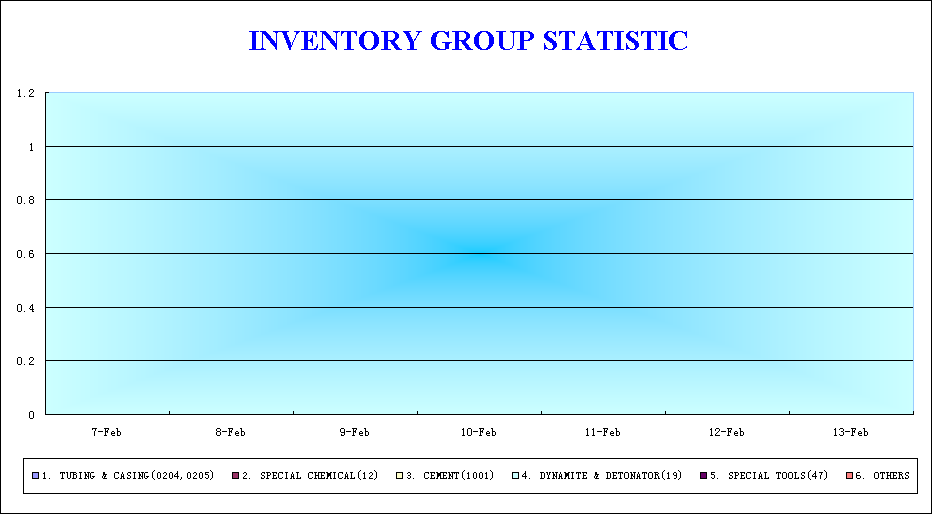 INVENTORY GROUP STATISTIC
1.2
1
0.8
0.6
0.4
0.2
0
7-Feb 8-Feb 9-Feb 10-Feb 11-Feb 12-Feb 13-Feb
1. TUBING & CASING(0204,0205) 2. SPECIAL CHEMICAL(12) 3. CEMENT(1001) 4. DYNAMITE & DETONATOR(19) 5. SPECIAL TOOLS(47) 6. OTHERS